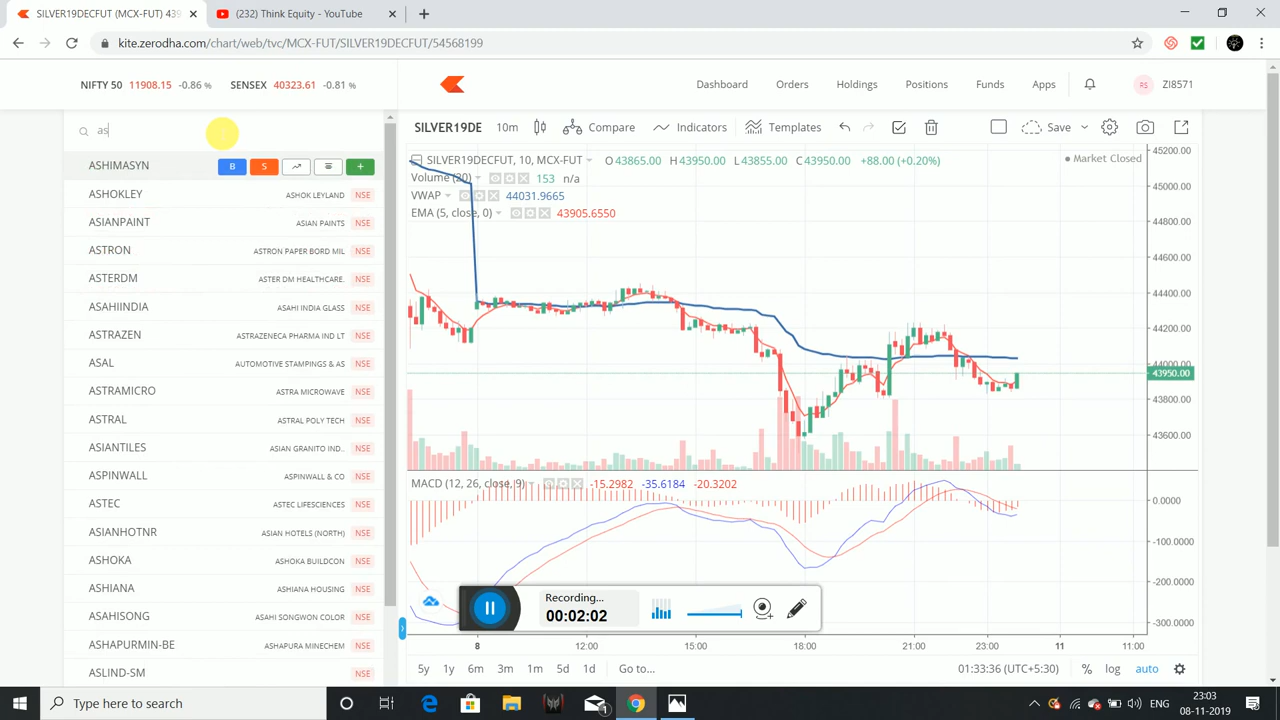 SILVER19DECFUT (MCX-FUT) 439
(232) Think Equity - YouTube
kite.zerodha.com/chart/web/tvc/MCX-FUT/SILVER19DECFUT/54568199
NIFTY 50 11908.15 -0.86 %
SENSEX 40323.61 -0.81 %
Dashboard
Orders
Holdings
Positions
Funds
Apps
RS
ZI8571
as
ASHIMASYN B S
ASHOKLEY ASHOK LEYLAND NSE
ASIANPAINT ASIAN PAINTS NSE
ASTRON ASTRON PAPER BORD MIL NSE
ASTERDM ASTER DM HEALTHCARE. NSE
ASAHIINDIA ASAHI INDIA GLASS NSE
ASTRAZEN ASTRAZENECA PHARMA IND LT NSE
ASAL AUTOMOTIVE STAMPINGS & AS NSE
ASTRAMICRO ASTRA MICROWAVE NSE
ASTRAL ASTRAL POLY TECH NSE
ASIANTILES ASIAN GRANITO IND.. NSE
ASPINWALL ASPINWALL & CO NSE
ASTEC ASTEC LIFESCIENCES NSE
ASIANHOTNR ASIAN HOTELS (NORTH) NSE
ASHOKA ASHOKA BUILDCON NSE
ASHIANA ASHIANA HOUSING NSE
ASAHISONG ASAHI SONGWON COLOR NSE
ASHAPURMIN-BE ASHAPURA MINECHEM NSE
ASLIND-SM NSE
SILVER19DE 10m Compare Indicators Templates Save
SILVER19DECFUT, 10, MCX-FUT O 43865.00 H 43950.00 L 43855.00 C 43950.00 +88.00 (+0.20%)
Market Closed
Volume (20) 153 n/a
VWAP 44031.9665
EMA (5, close, 0) 43905.6550
45200.00
45000.00
44800.00
44400.00
44200.00
44000.00
43950.00
43800.00
43600.00
MACD (12, 26, close, 9) -15.2982 -35.6184 -20.3202
0.0000
-100.0000
-200.0000
-300.0000
Recording...
00:02:02
8 12:00 15:00 18:00 21:00 23:00 11 11:00
5y 1y 6m 3m 1m 5d 1d Go to...
01:33:36 (UTC+5:30) % log auto
Type here to search
1
ENG
23:03
08-11-2019